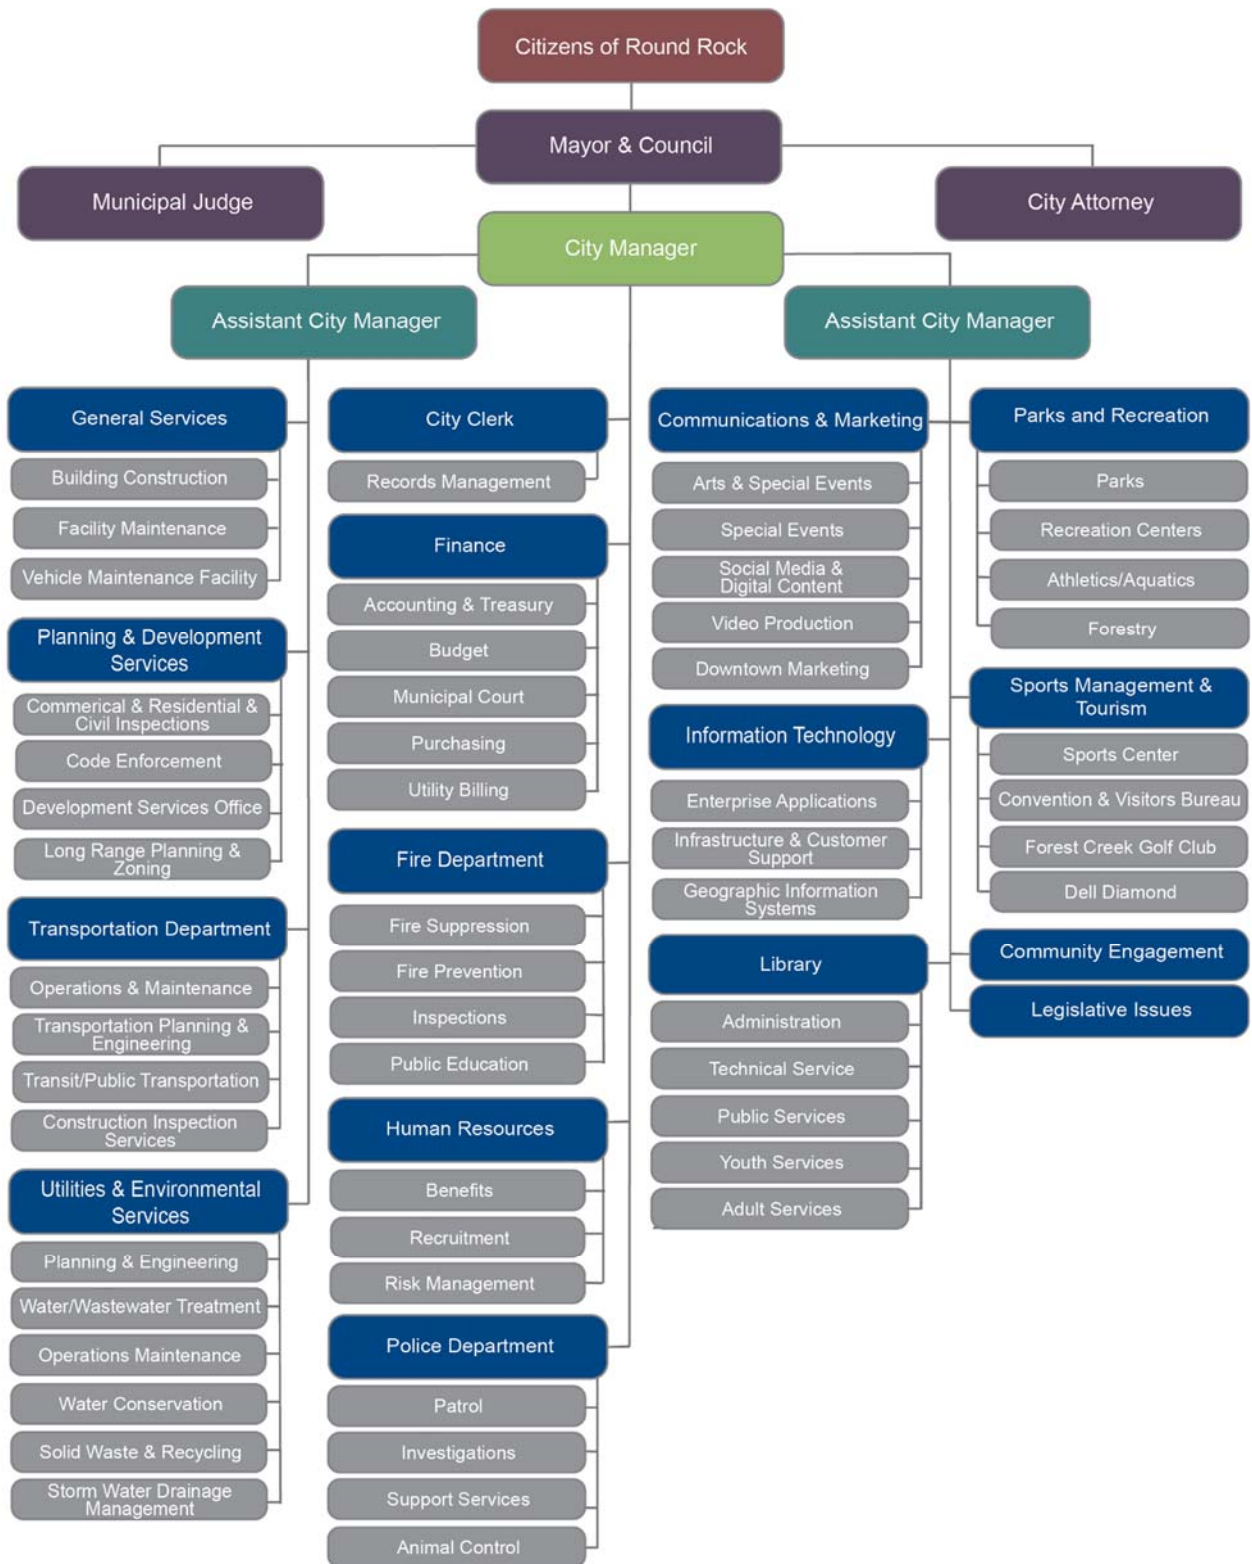 Citizens of Round Rock
Mayor & Council
Municipal Judge
City Attorney
City Manager
Assistant City Manager
Assistant City Manager
General Services
Building Construction
Facility Maintenance
Vehicle Maintenance Facility
Planning & Development
Services
Commerical & Residential &
Civil Inspections
Code Enforcement
Development Services Office
Long Range Planning &
Zoning
Transportation Department
Operations & Maintenance
Transportation Planning &
Engineering
Transit/Public Transportation
Construction Inspection
Services
Utilities & Environmental
Services
Planning & Engineering
Water/Wastewater Treatment
Operations Maintenance
Water Conservation
Solid Waste & Recycling
Storm Water Drainage
Management
City Clerk
Records Management
Finance
Accounting & Treasury
Budget
Municipal Court
Purchasing
Utility Billing
Fire Department
Fire Suppression
Fire Prevention
Inspections
Public Education
Human Resources
Benefits
Recruitment
Risk Management
Police Department
Patrol
Investigations
Support Services
Animal Control
Communications & Marketing
Arts & Special Events
Special Events
Social Media &
Digital Content
Video Production
Downtown Marketing
Information Technology
Enterprise Applications
Infrastructure & Customer
Support
Geographic Information
Systems
Library
Administration
Technical Service
Public Services
Youth Services
Adult Services
Parks and Recreation
Parks
Recreation Centers
Athletics/Aquatics
Forestry
Sports Management &
Tourism
Sports Center
Convention & Visitors Bureau
Forest Creek Golf Club
Dell Diamond
Community Engagement
Legislative Issues